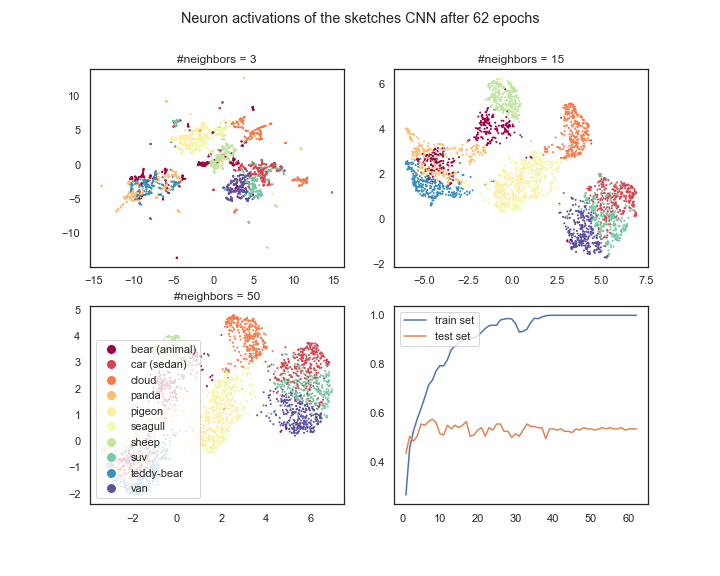 Neuron activations of the sketches CNN after 62 epochs
#neighbors = 3
10
5
0
−5
−10
−15 −10 −5 0 5 10 15
#neighbors = 15
6
4
2
0
−2
−5.0 −2.5 0.0 2.5 5.0 7.5
#neighbors = 50
5
4
3
2
1
0
−1
−2
−2 0 2 4 6
bear (animal)
car (sedan)
cloud
panda
pigeon
seagull
sheep
suv
teddy-bear
van
1.0
0.8
0.6
0.4
0 10 20 30 40 50 60
train set
test set